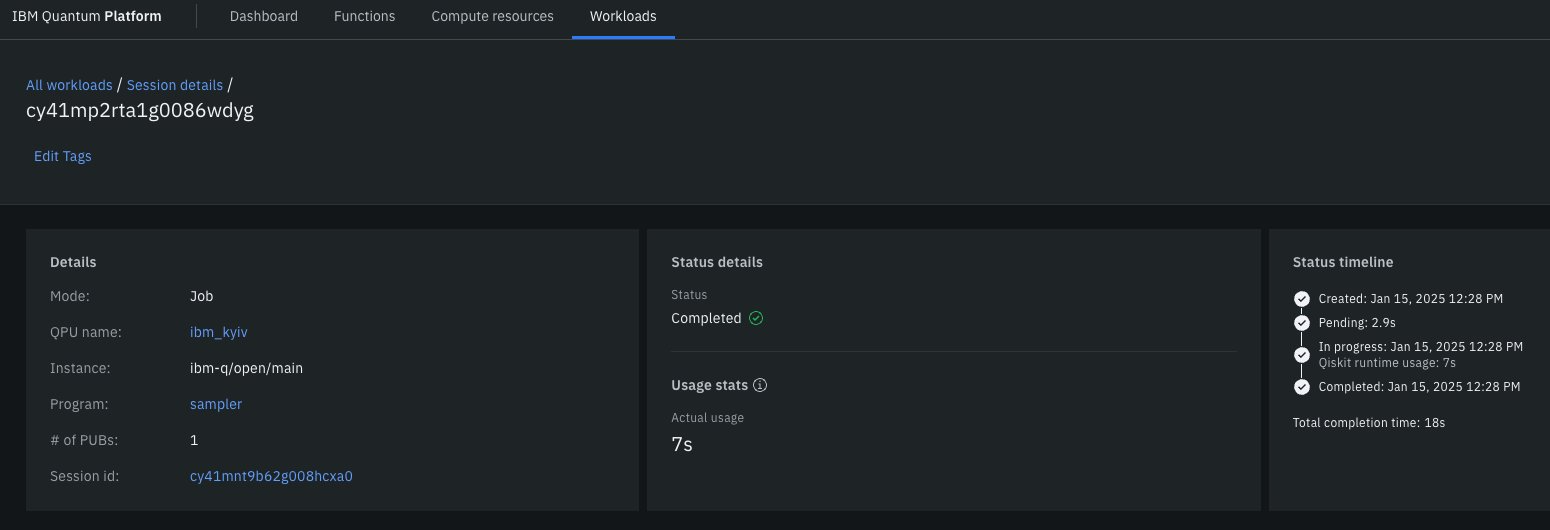 IBM Quantum Platform Dashboard Functions Compute resources Workloads
All workloads / Session details /
cy41mp2rta1g0086wdyg
Edit Tags
Details
Mode: Job
QPU name: ibm_kyiv
Instance: ibm-q/open/main
Program: sampler
# of PUBs: 1
Session id: cy41mnt9b62g008hcxa0
Status details
Status
Completed
Usage stats
Actual usage
7s
Status timeline
Created: Jan 15, 2025 12:28 PM
Pending: 2.9s
In progress: Jan 15, 2025 12:28 PM
Qiskit runtime usage: 7s
Completed: Jan 15, 2025 12:28 PM
Total completion time: 18s